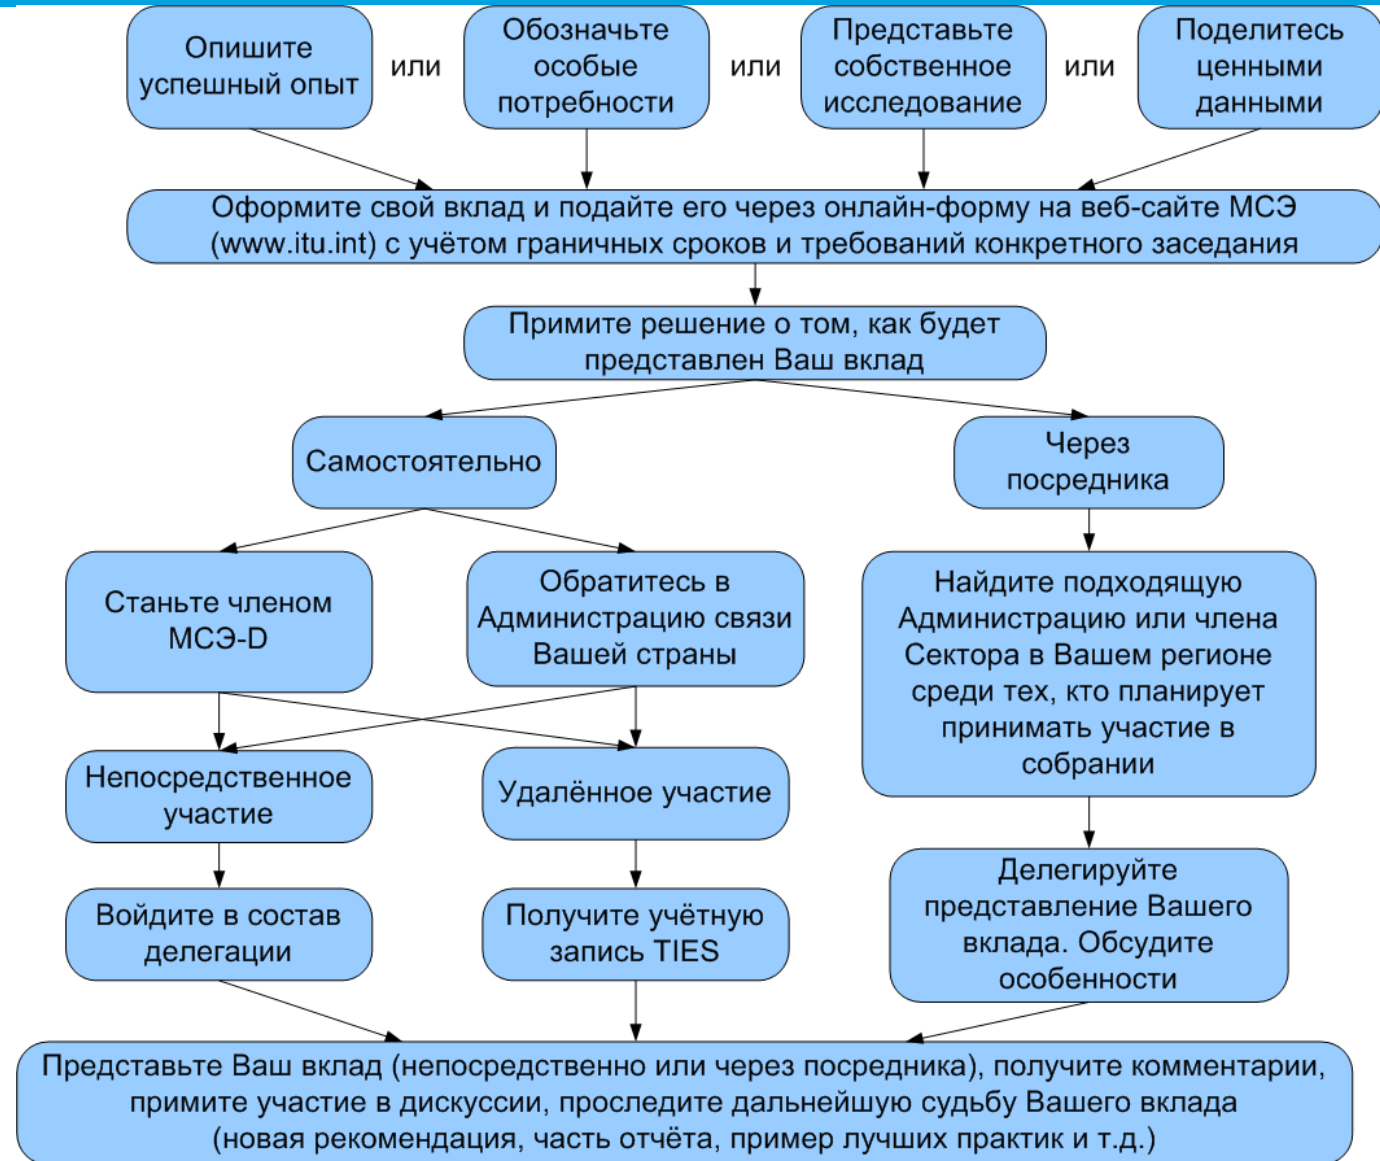 Опишите
успешный опыт
или
Обозначьте
особые
потребности
или
Представьте
собственное
исследование
или
Поделитесь
ценными
данными
Оформите свой вклад и подайте его через онлайн-форму на веб-сайте МСЭ
(www.itu.int) с учётом граничных сроков и требований конкретного заседания
Примите решение о том, как будет
представлен Ваш вклад
Самостоятельно
Через
посредника
Станьте членом
МСЭ-D
Обратитесь в
Администрацию связи
Вашей страны
Найдите подходящую
Администрацию или члена
Сектора в Вашем регионе
среди тех, кто планирует
принимать участие в
собрании
Непосредственное
участие
Удалённое участие
Войдите в состав
делегации
Получите учётную
запись TIES
Делегируйте
представление Вашего
вклада. Обсудите
особенности
Представьте Ваш вклад (непосредственно или через посредника), получите комментарии,
примите участие в дискуссии, проследите дальнейшую судьбу Вашего вклада
(новая рекомендация, часть отчёта, пример лучших практик и т.д.)